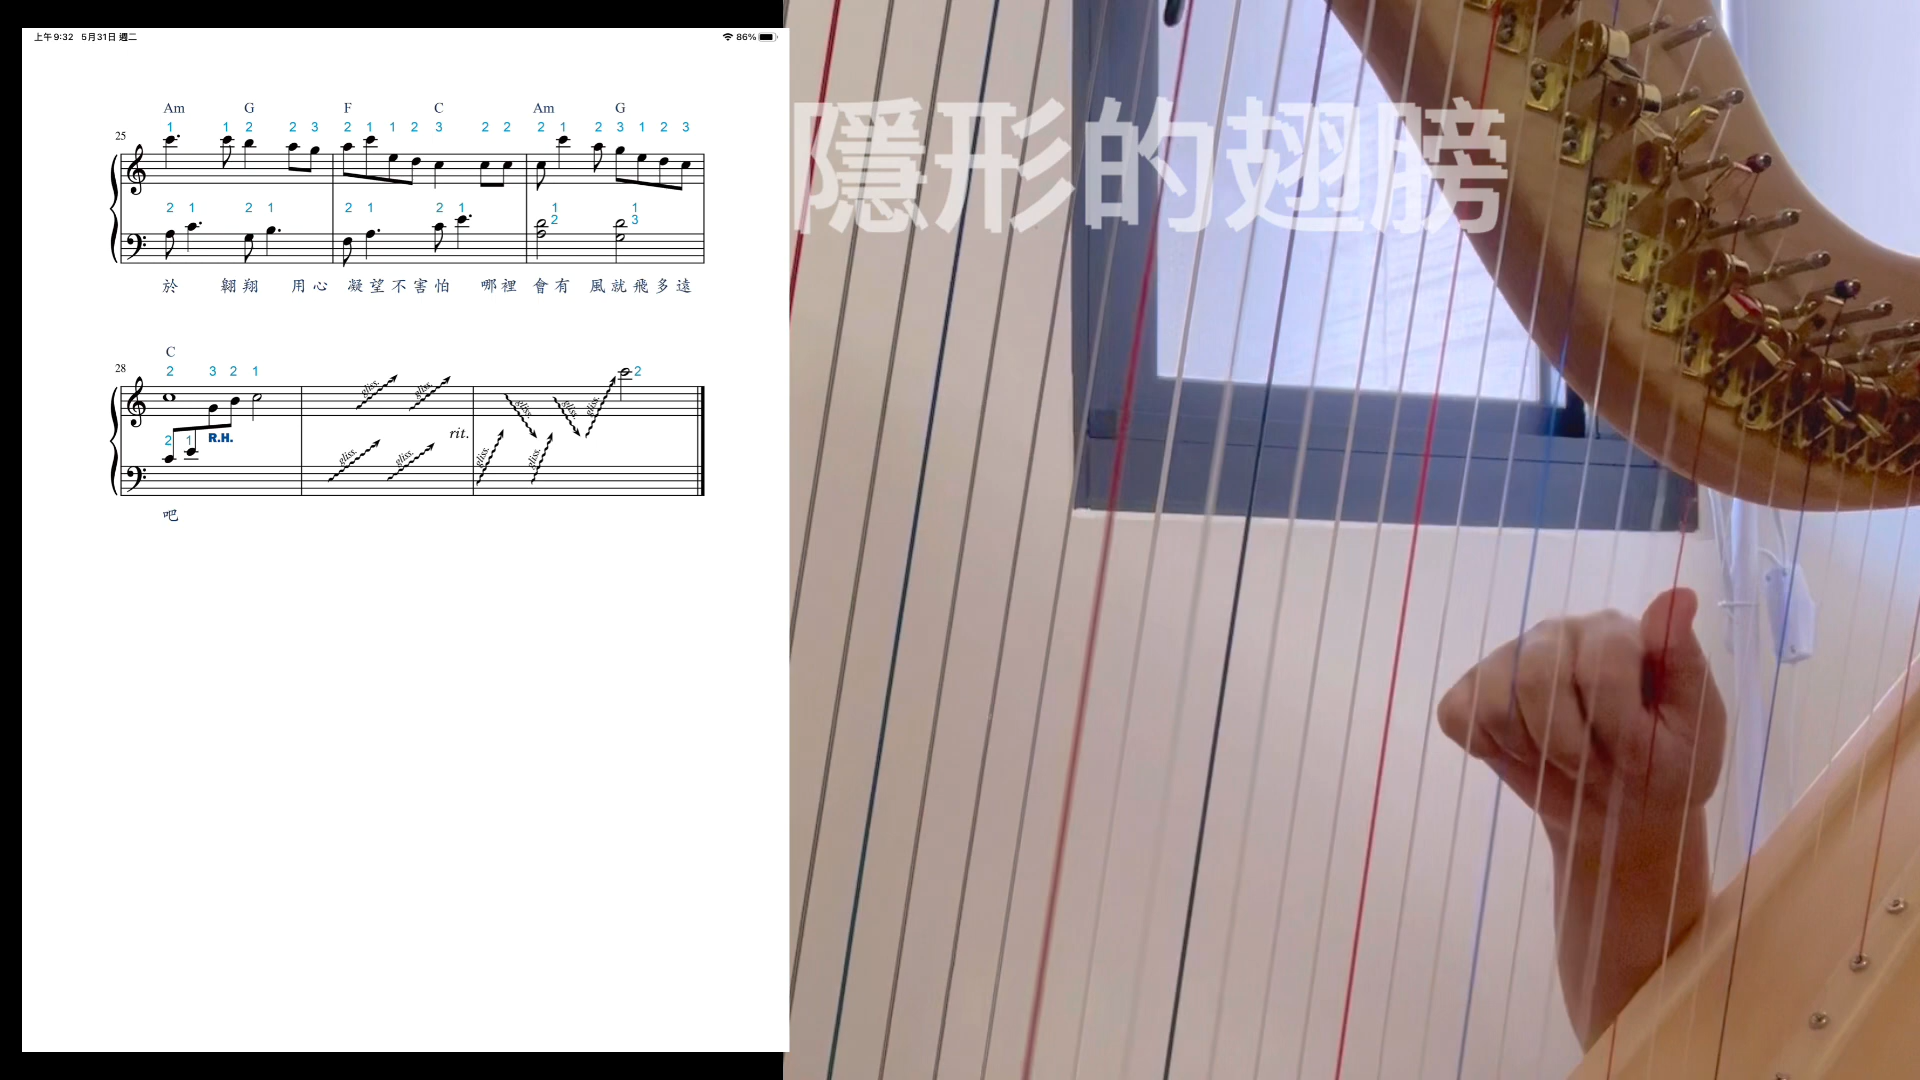 上午9:32 5月31日 週二
86%
隱形的翅膀
Am G F C Am G
1 1 2 2 3 2 1 1 2 3 2 2 2 1 2 3 1 2 3
25
2 1 2 1 2 1 2 1 1 1
2 3
於 翱翔 用心 凝望不害怕 哪裡 會有 風就飛多遠
C
28
2 3 2 1
gliss. gliss. gliss. gliss. gliss. 2
2 1 R.H. rit.
gliss. gliss. gliss. gliss.
吧